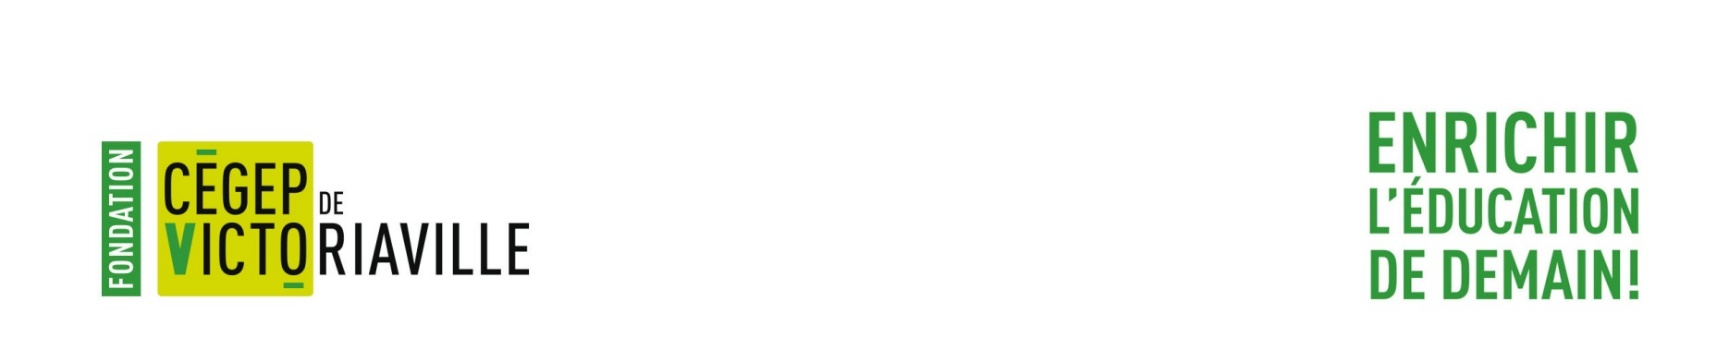 FONDATION
CÉGEP DE
VICTORIAVILLE
ENRICHIR
L'ÉDUCATION
DE DEMAIN!